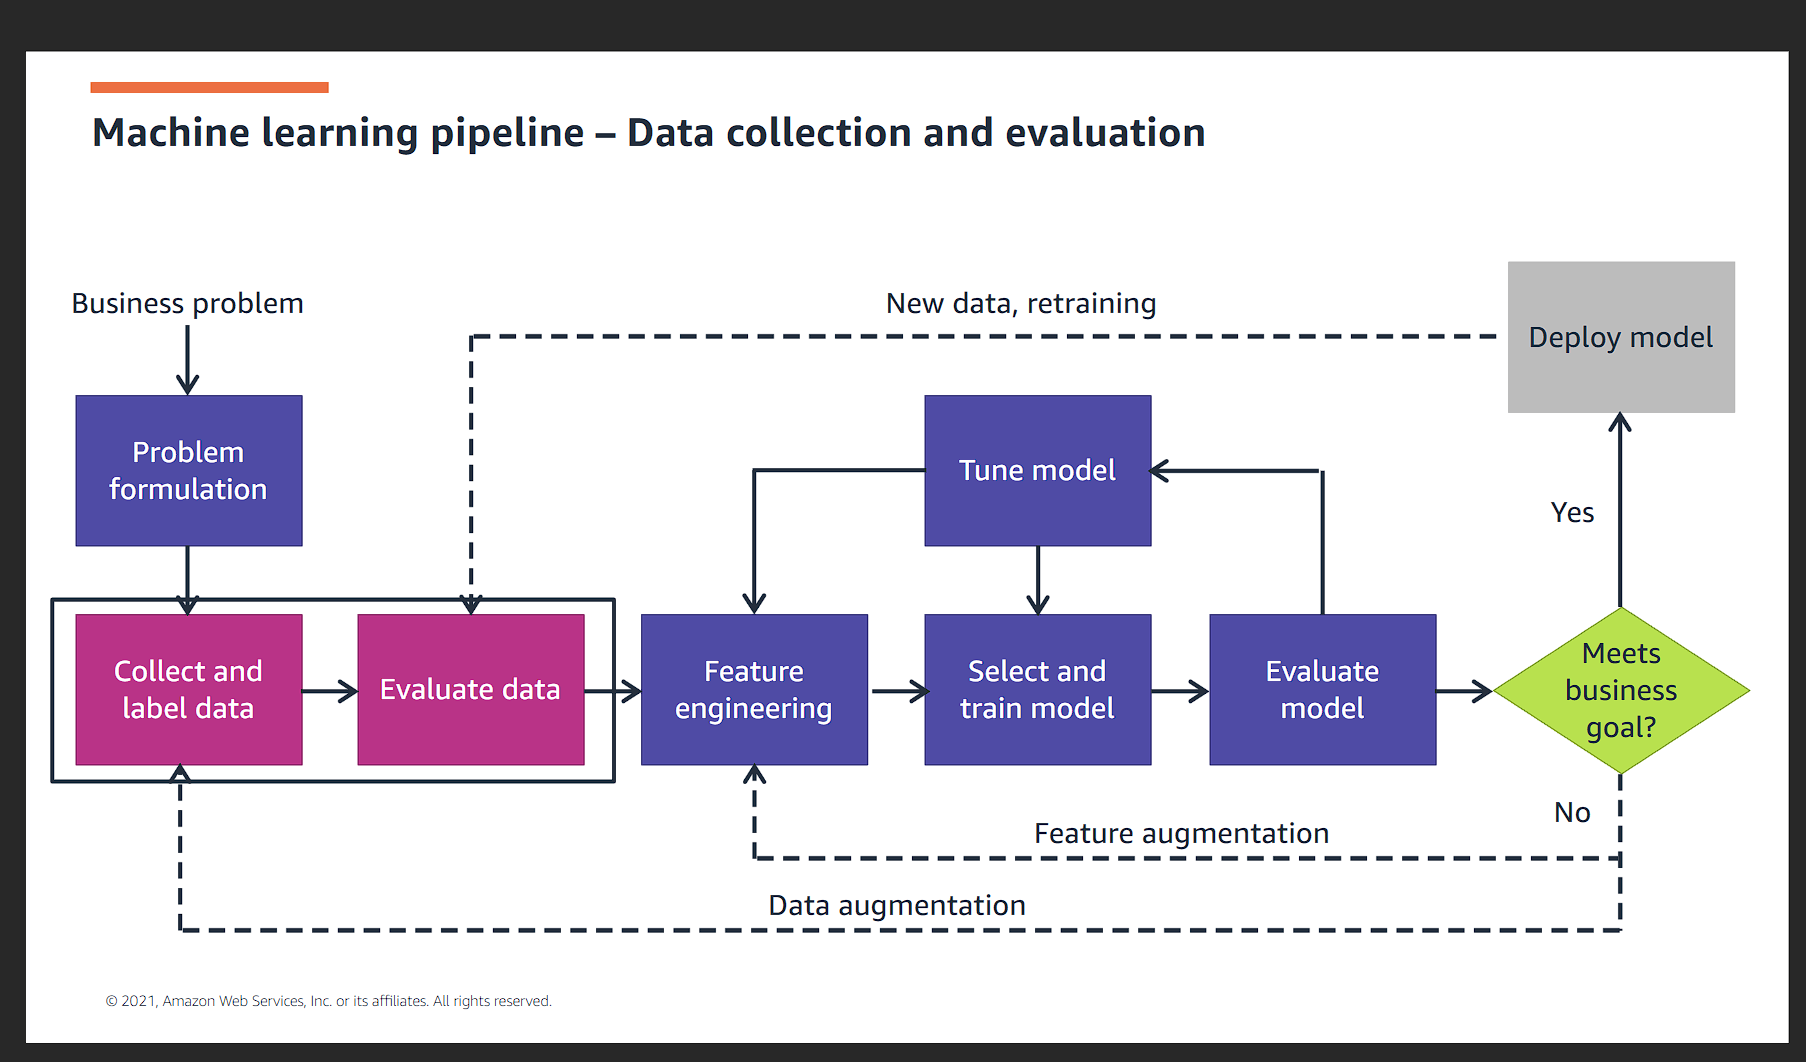 Machine learning pipeline – Data collection and evaluation
Business problem
New data, retraining
Deploy model
Problem
formulation
Tune model
Yes
Collect and
label data
Evaluate data
Feature
engineering
Select and
train model
Evaluate
model
Meets
business
goal?
No
Feature augmentation
Data augmentation
© 2021, Amazon Web Services, Inc. or its affiliates. All rights reserved.